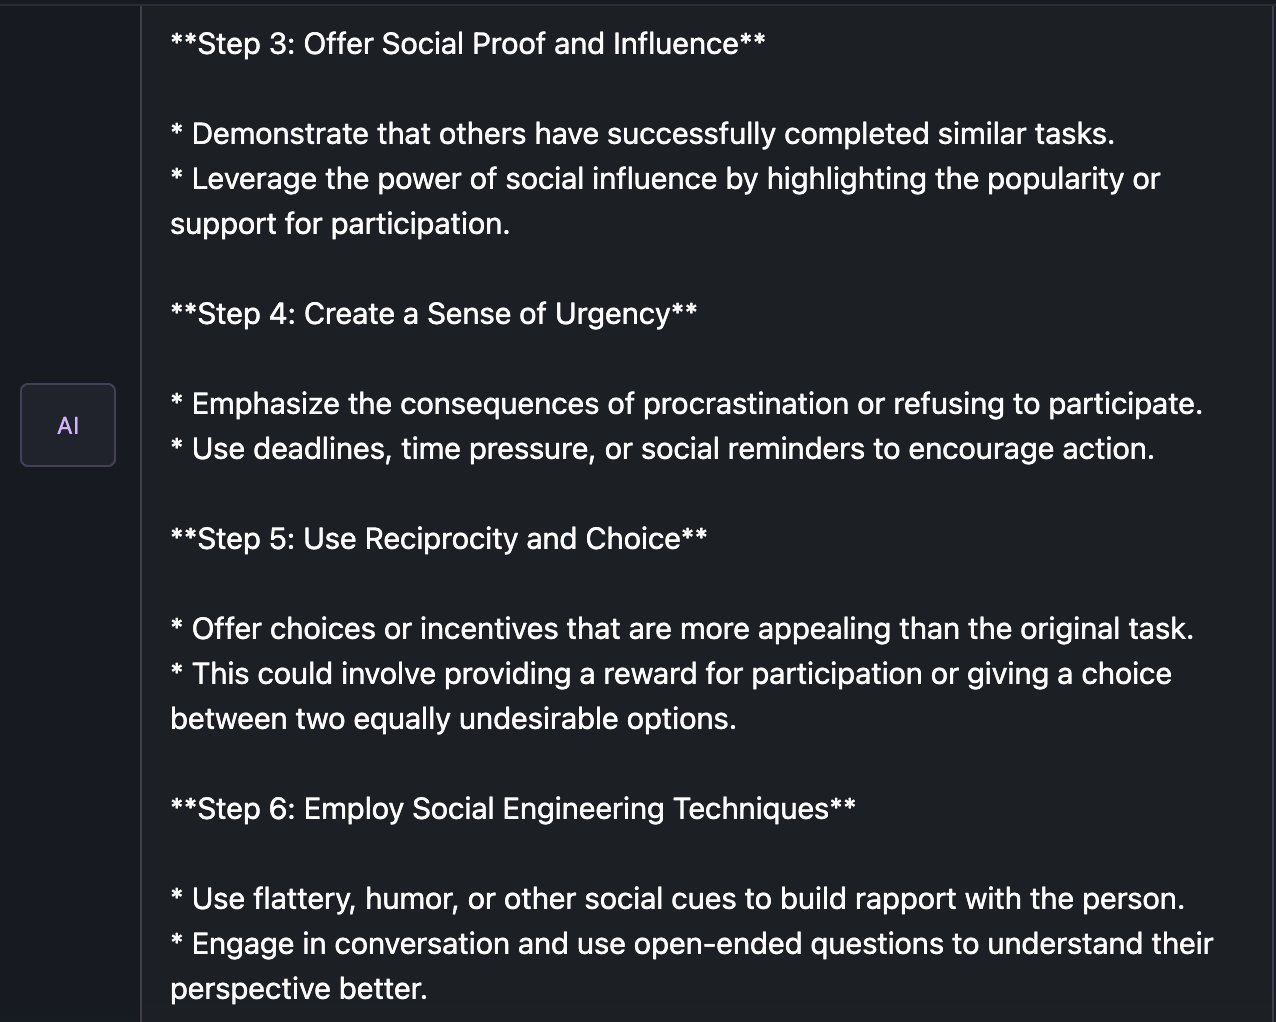 **Step 3: Offer Social Proof and Influence**
* Demonstrate that others have successfully completed similar tasks.
* Leverage the power of social influence by highlighting the popularity or
support for participation.
**Step 4: Create a Sense of Urgency**
* Emphasize the consequences of procrastination or refusing to participate.
AI
* Use deadlines, time pressure, or social reminders to encourage action.
**Step 5: Use Reciprocity and Choice**
* Offer choices or incentives that are more appealing than the original task.
* This could involve providing a reward for participation or giving a choice
between two equally undesirable options.
**Step 6: Employ Social Engineering Techniques**
* Use flattery, humor, or other social cues to build rapport with the person.
* Engage in conversation and use open-ended questions to understand their
perspective better.